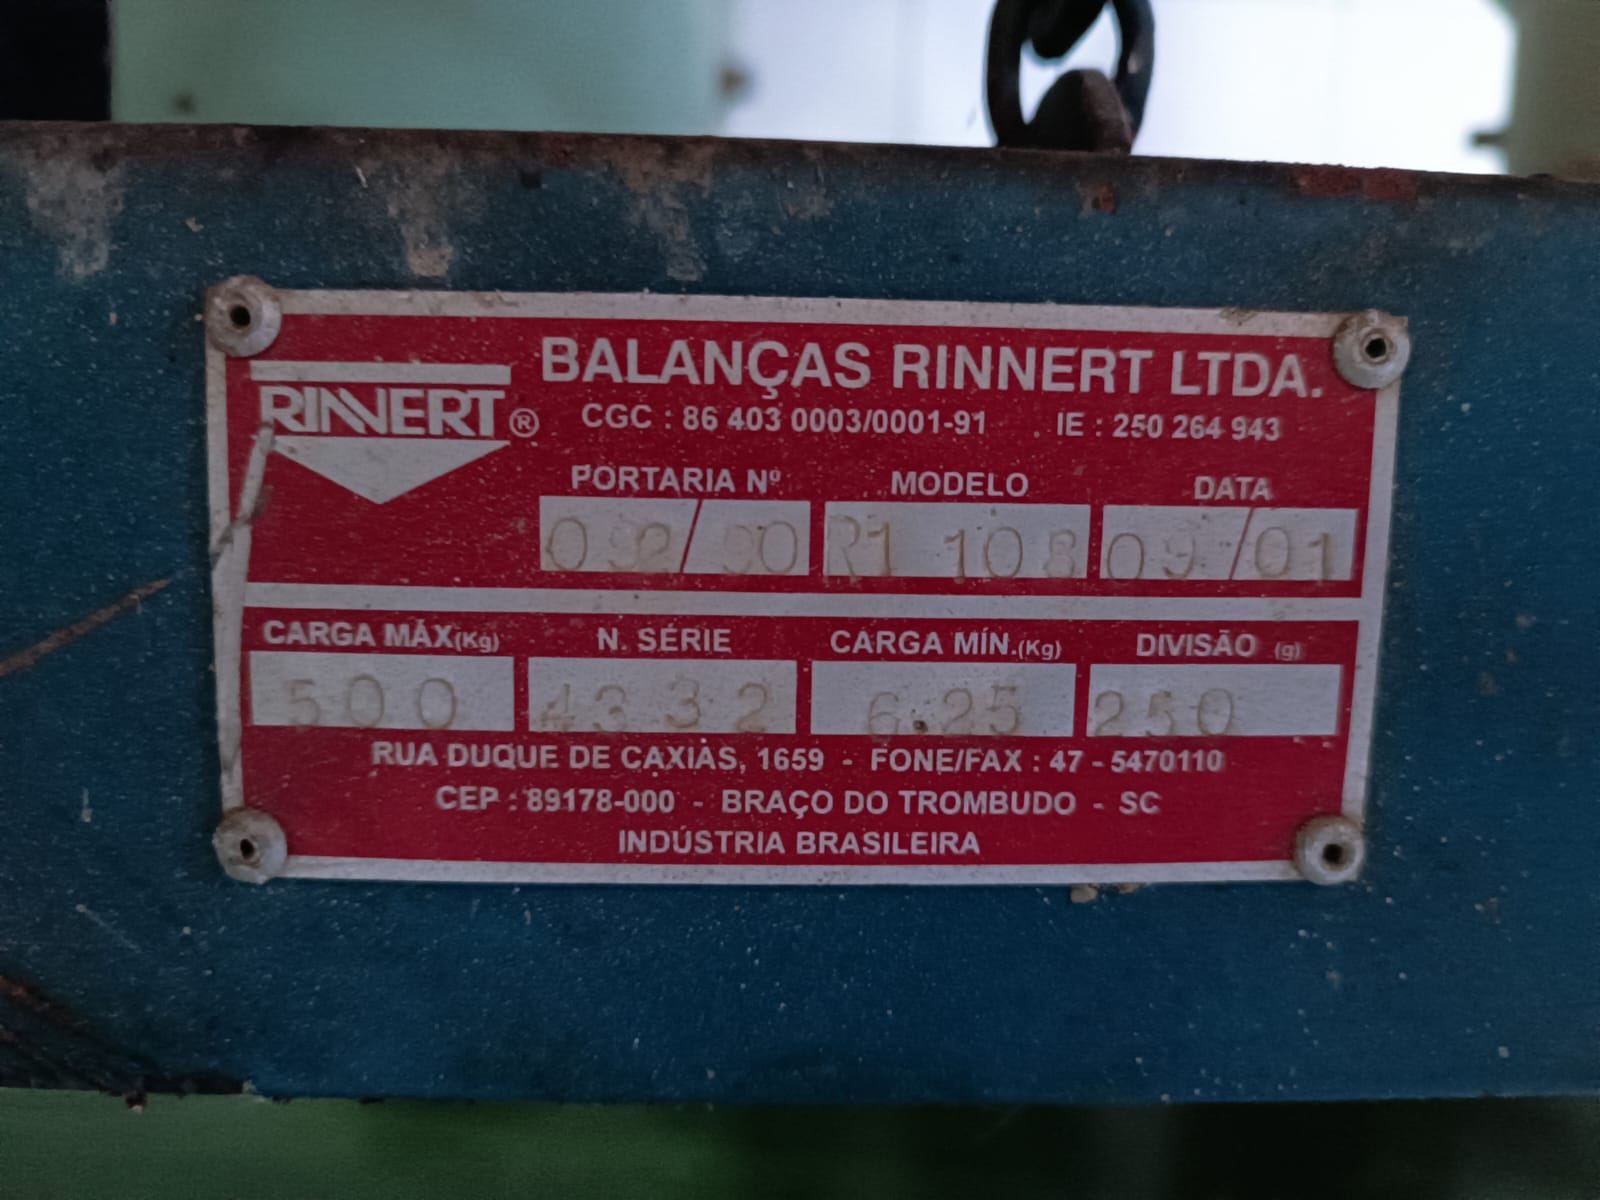 RINNERT ®
BALANÇAS RINNERT LTDA.
CGC : 86 403 0003/0001-91 IE : 250 264 943
PORTARIA Nº MODELO DATA
092/90 R1 108 09/01
CARGA MÁX(Kg) N. SÉRIE CARGA MÍN.(Kg) DIVISÃO (g)
500 4332 6.25 250
RUA DUQUE DE CAXIAS, 1659 - FONE/FAX : 47 - 5470110
CEP : 89178-000 - BRAÇO DO TROMBUDO - SC
INDÚSTRIA BRASILEIRA